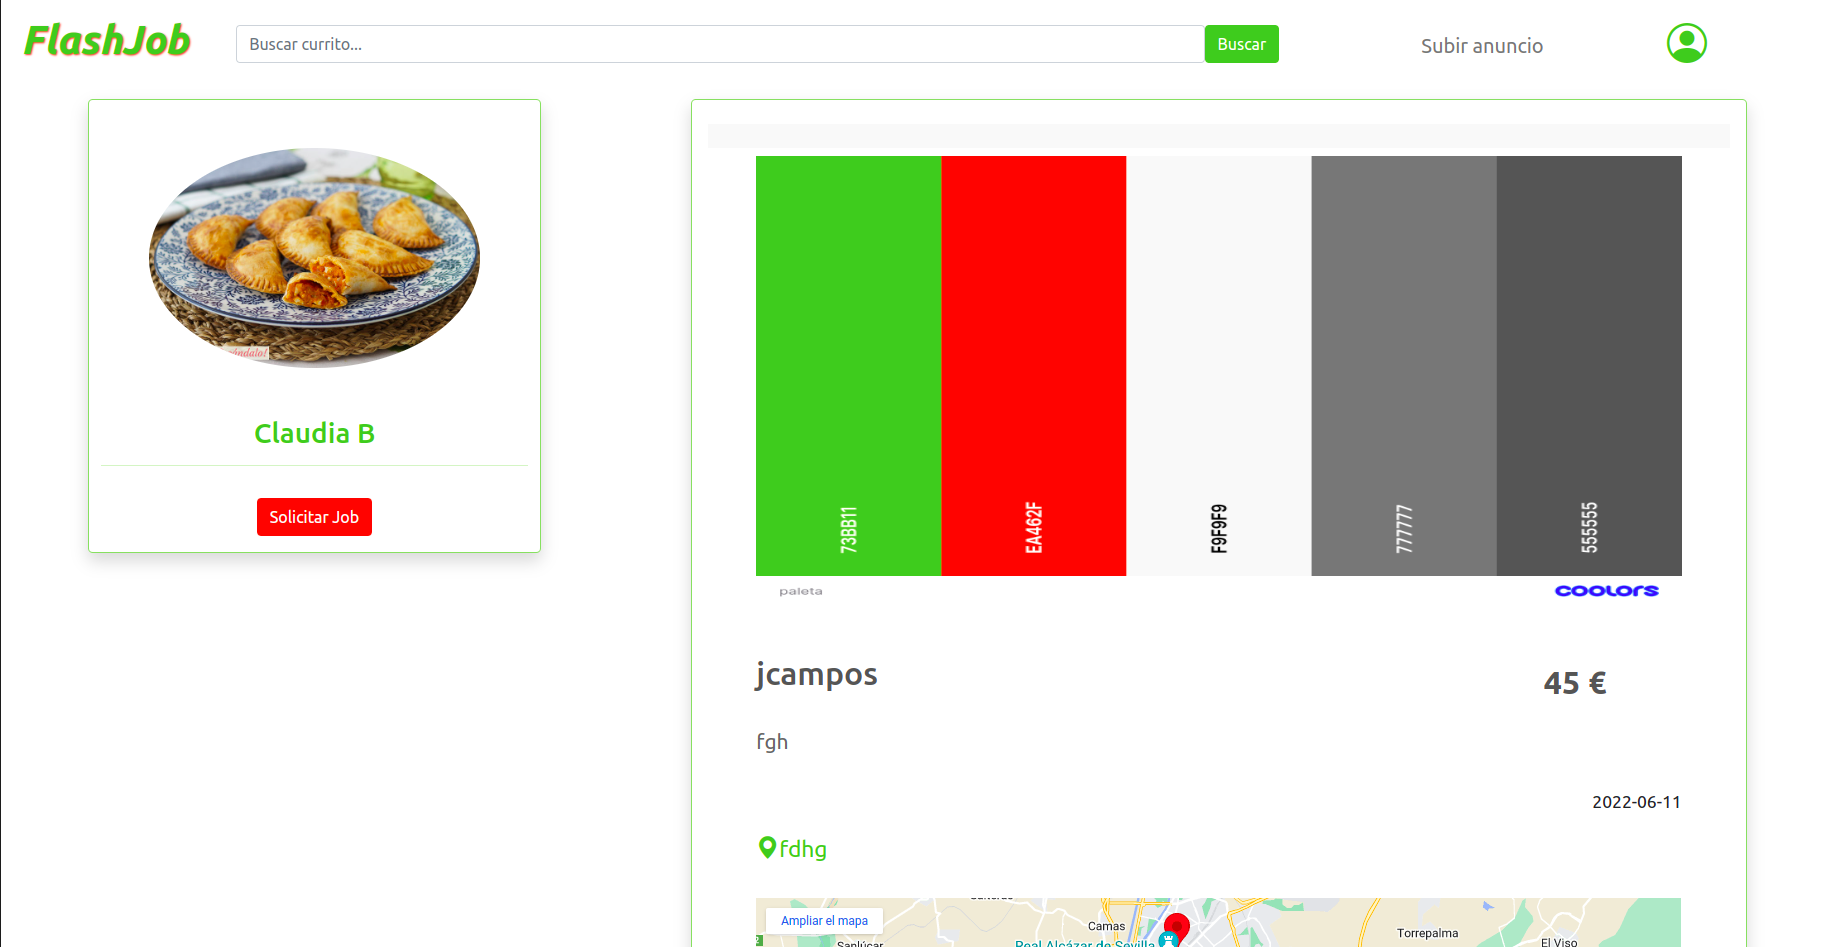 FlashJob
Buscar currito...
Buscar
Subir anuncio
ándalo!
Claudia B
Solicitar Job
73BB11
EA462F
F9F9F9
777777
555555
paleta
coolors
jcampos
45 €
fgh
2022-06-11
fdhg
Ampliar el mapa
Camas
Sanlúcar
Real Alcázar de Sevilla
Torrepalma
El Viso